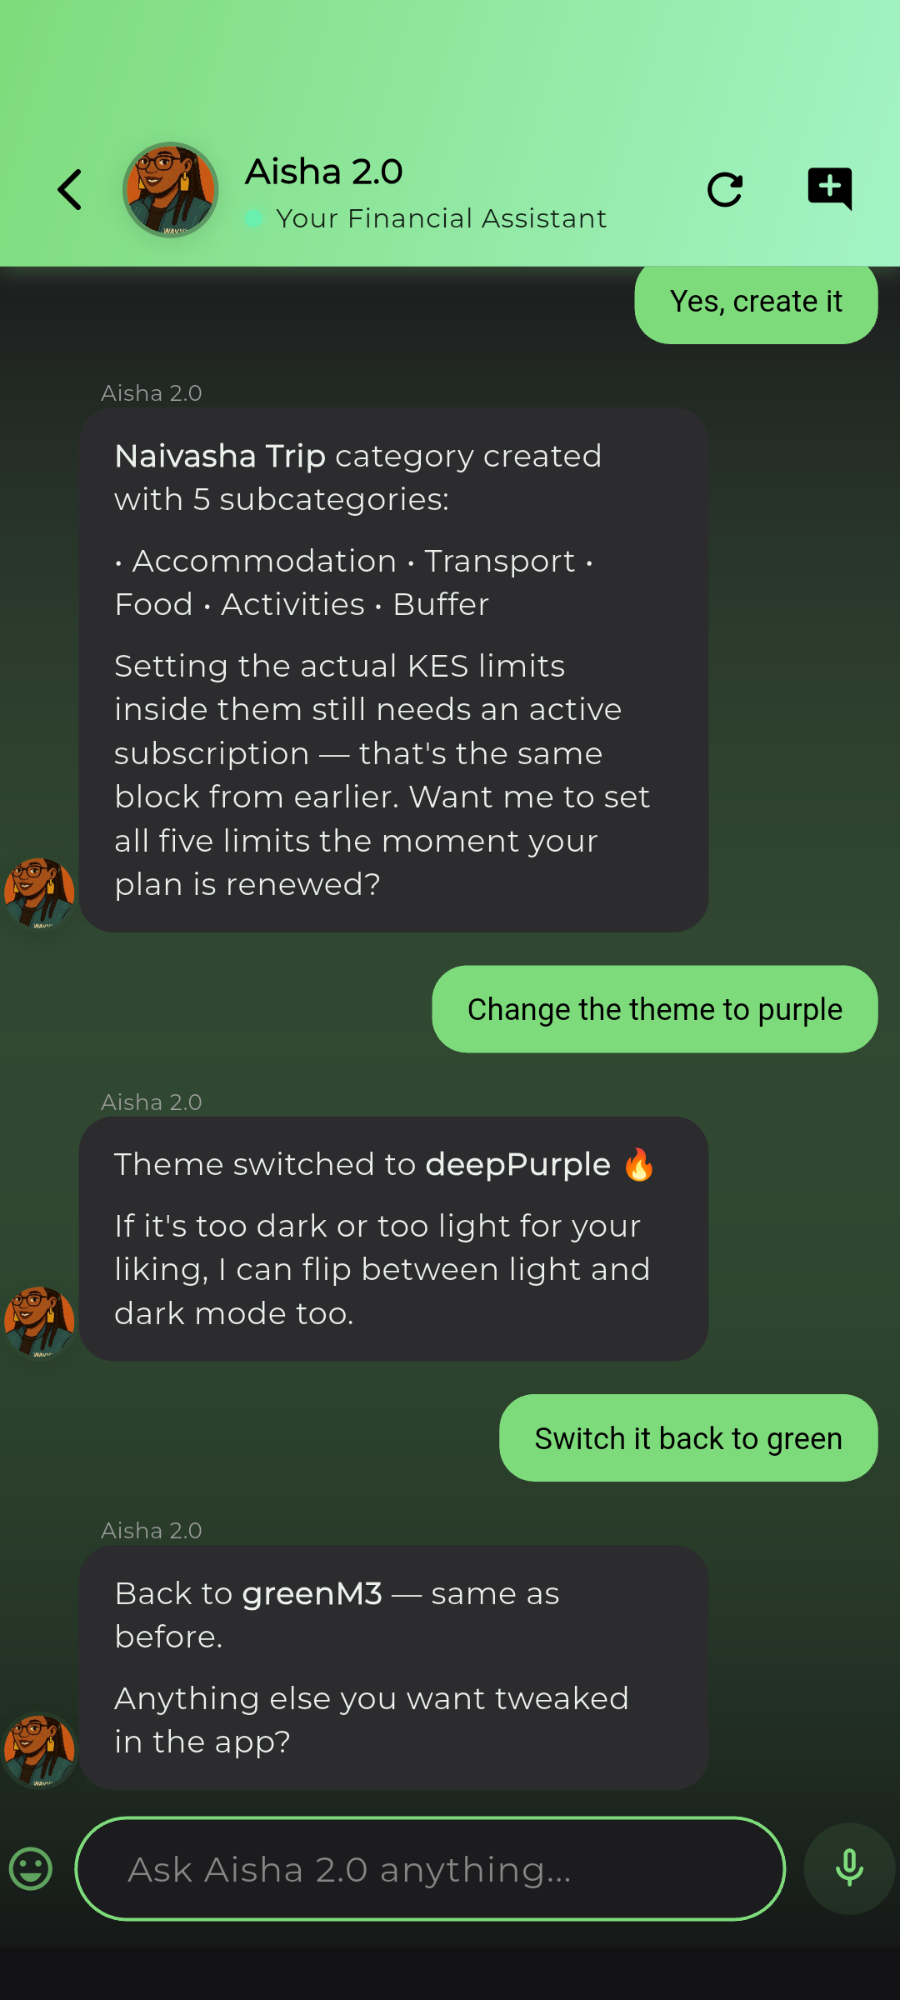 Aisha 2.0
Your Financial Assistant
Yes, create it
Aisha 2.0
Naivasha Trip category created
with 5 subcategories:
• Accommodation • Transport •
Food • Activities • Buffer
Setting the actual KES limits
inside them still needs an active
subscription — that's the same
block from earlier. Want me to set
all five limits the moment your
plan is renewed?
Change the theme to purple
Aisha 2.0
Theme switched to deepPurple 🔥
If it's too dark or too light for your
liking, I can flip between light and
dark mode too.
Switch it back to green
Aisha 2.0
Back to greenM3 — same as
before.
Anything else you want tweaked
in the app?
Ask Aisha 2.0 anything...